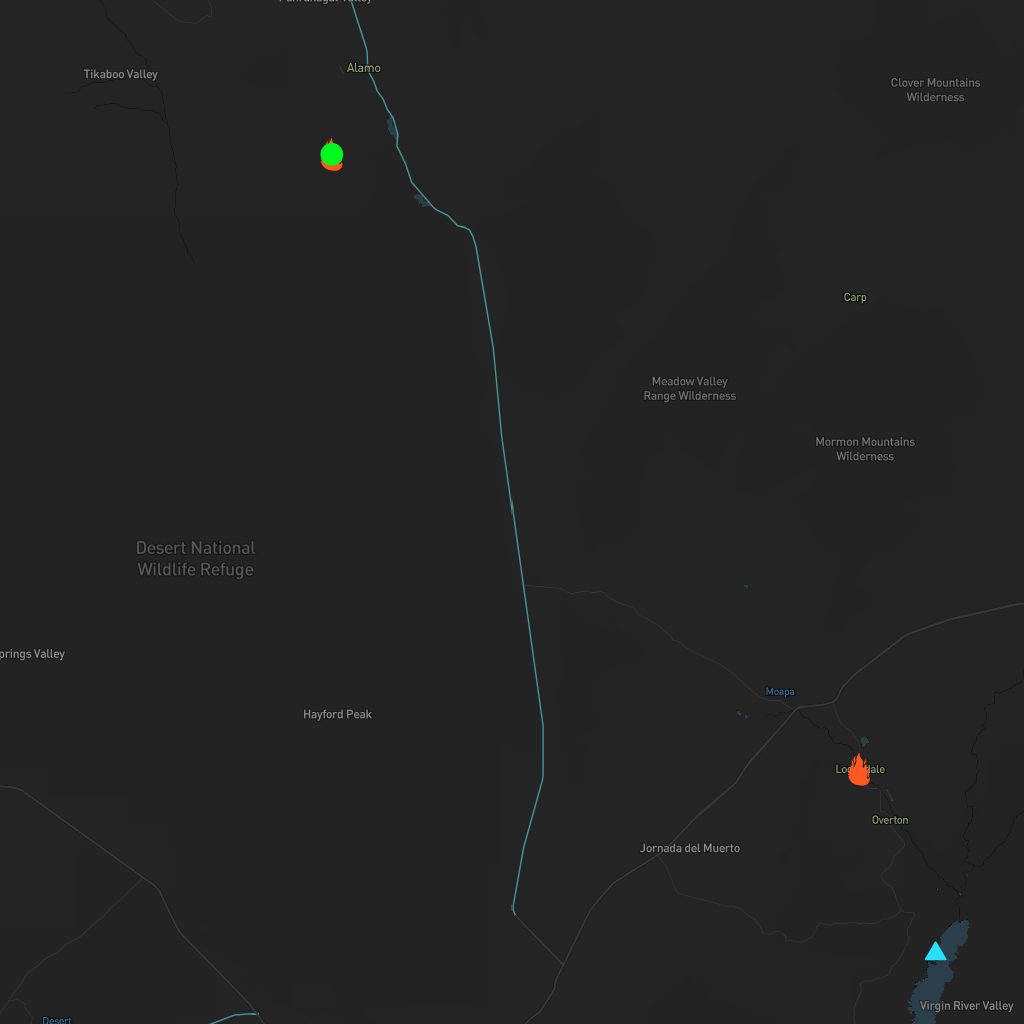 Tikaboo Valley
Alamo
Clover Mountains
Wilderness
Carp
Meadow Valley
Range Wilderness
Mormon Mountains
Wilderness
Desert National
Wildlife Refuge
prings Valley
Moapa
Hayford Peak
Overton
Jornada del Muerto
Virgin River Valley
Desert